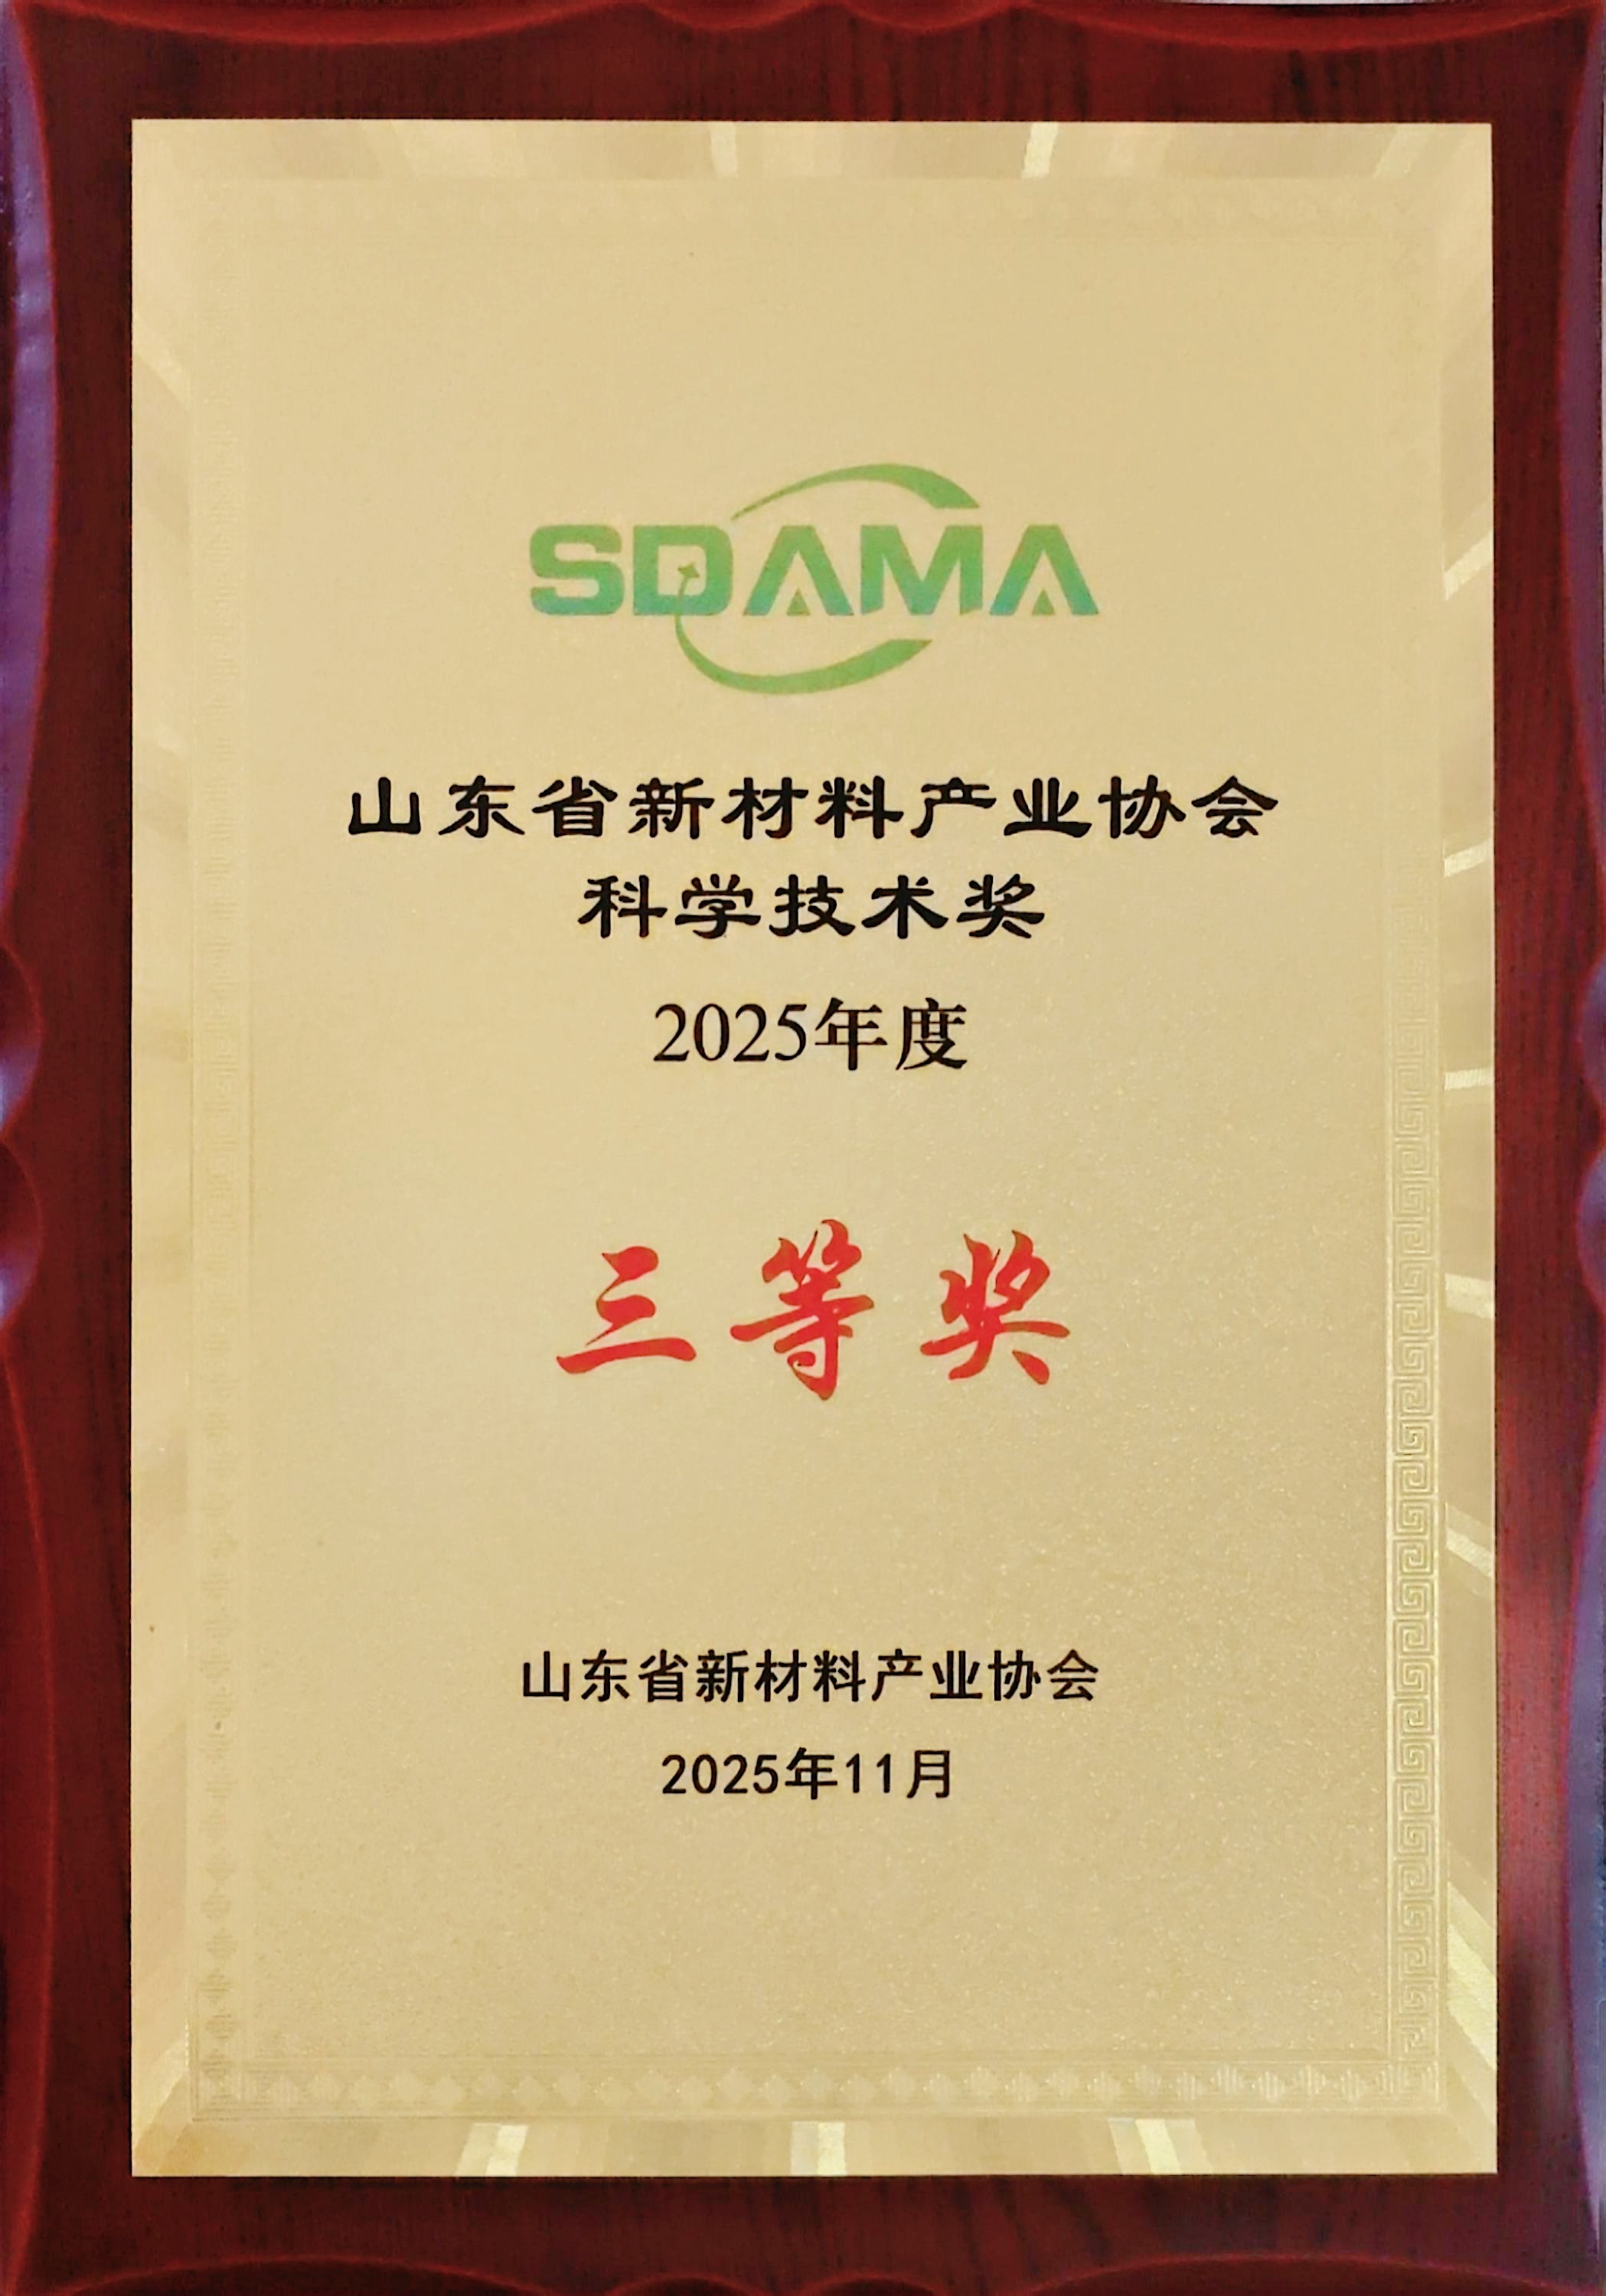 SDAMA
山东省新材料产业协会
科学技术奖
2025年度
三等奖
山东省新材料产业协会
2025年11月